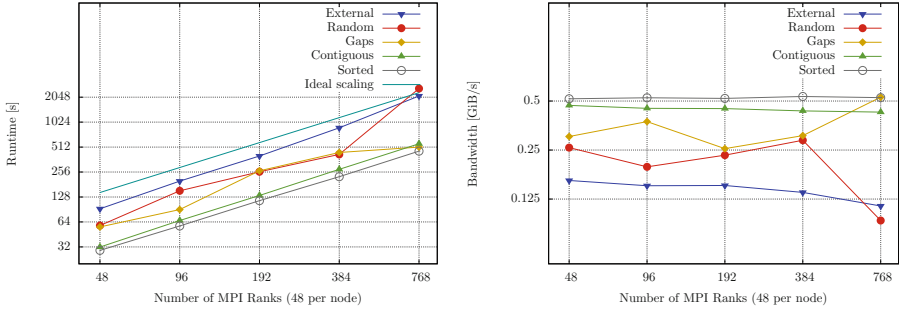 External
Random
Gaps
Contiguous
Sorted
Ideal scaling
2048
1024
512
256
128
64
32
Runtime [s]
48
96
192
384
768
Number of MPI Ranks (48 per node)
External
Random
Gaps
Contiguous
Sorted
0.5
0.25
0.125
Bandwidth [GiB/s]
48
96
192
384
768
Number of MPI Ranks (48 per node)